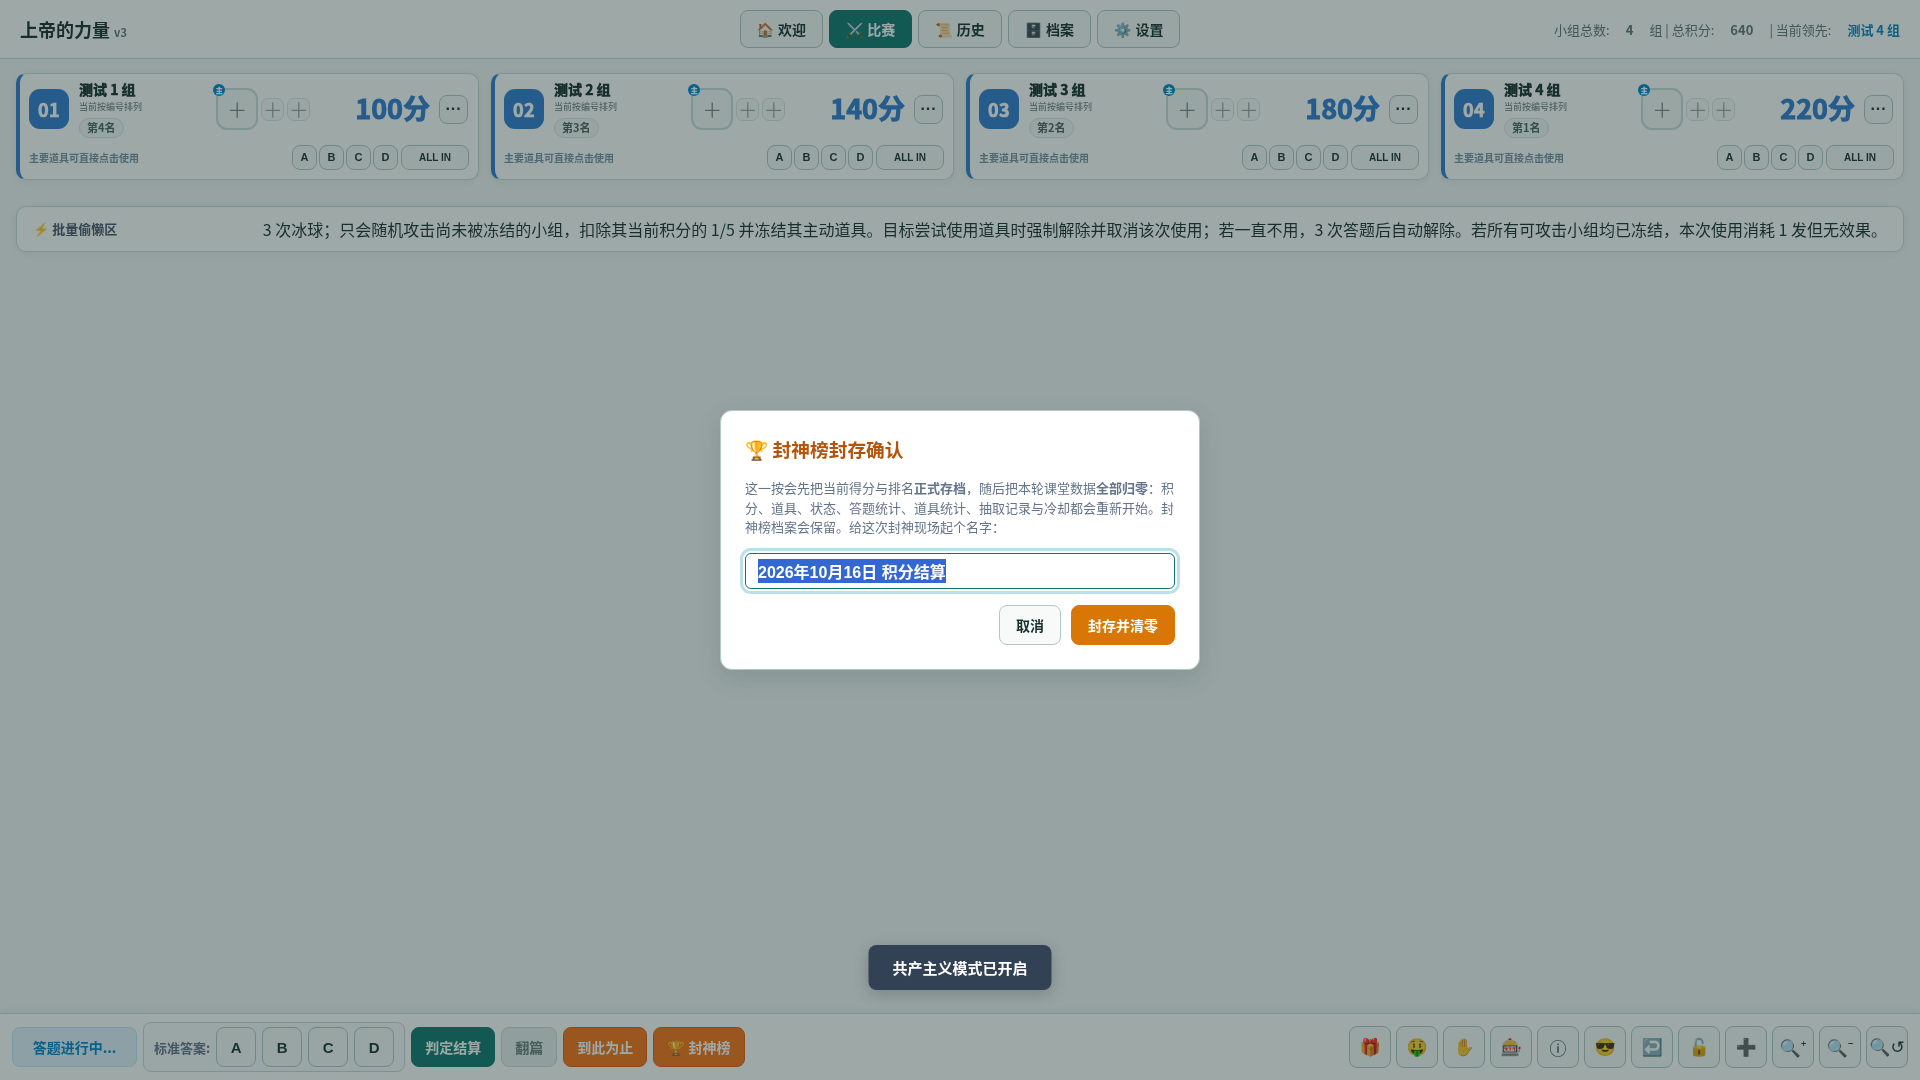 上帝的力量 v3
🏠 欢迎
⚔️ 比赛
📜 历史
🗄️ 档案
⚙️ 设置
小组总数: 4 组 | 总积分: 640 | 当前领先: 测试 4 组
01
测试 1 组
当前按编号排列
第4名
主
100分
主要道具可直接点击使用
A B C D ALL IN
02
测试 2 组
当前按编号排列
第3名
主
140分
主要道具可直接点击使用
A B C D ALL IN
03
测试 3 组
当前按编号排列
第2名
主
180分
主要道具可直接点击使用
A B C D ALL IN
04
测试 4 组
当前按编号排列
第1名
主
220分
主要道具可直接点击使用
A B C D ALL IN
⚡ 批量偷懒区
3 次冰球；只会随机攻击尚未被冻结的小组，扣除其当前积分的 1/5 并冻结其主动道具。目标尝试使用道具时强制解除并取消该次使用；若一直不用，3 次答题后自动解除。若所有可攻击小组均已冻结，本次使用消耗 1 发但无效果。
🏆 封神榜封存确认
这一按会先把当前得分与排名正式存档，随后把本轮课堂数据全部归零：积
分、道具、状态、答题统计、道具统计、抽取记录与冷却都会重新开始。封
神榜档案会保留。给这次封神现场起个名字：
2026年10月16日 积分结算
取消
封存并清零
共产主义模式已开启
答题进行中...
标准答案:
A B C D
判定结算
翻篇
到此为止
🏆 封神榜